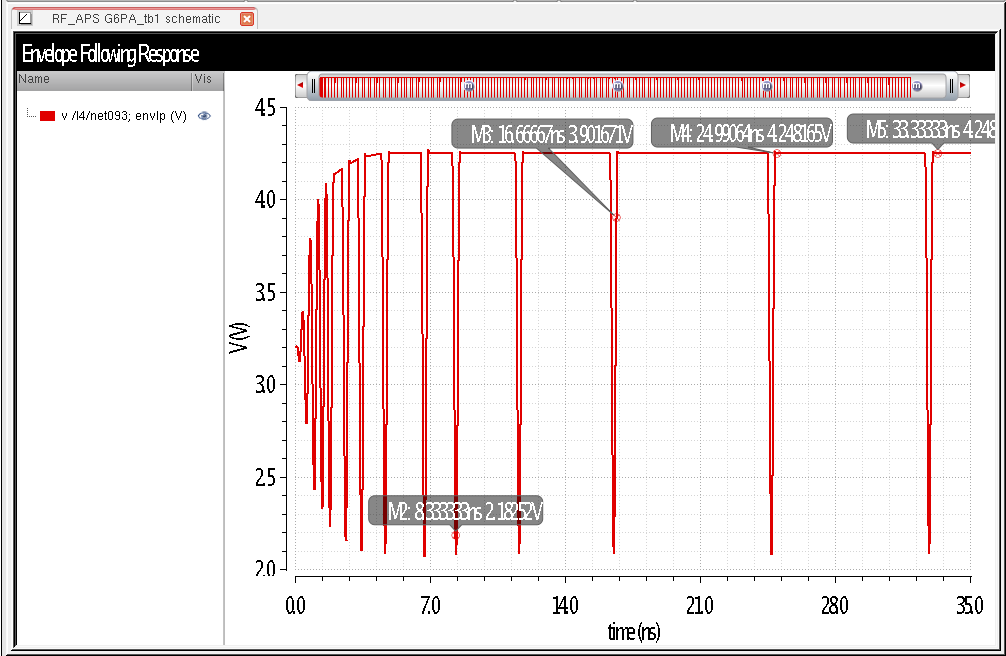 RF_APS G6PA_tb1 schematic
Envelope Following Response
Name Vis
v /I4/net093; envlp (V)
4.5
M3: 16.66667ns 3.901671V M4: 24.99064ns 4.248165V M5: 33.33333ns 4.248
4.0
3.5
V (V)
3.0
2.5
M2: 8.333333ns 2.18252V
2.0
0.0 7.0 14.0 21.0 28.0 35.0
time (ns)